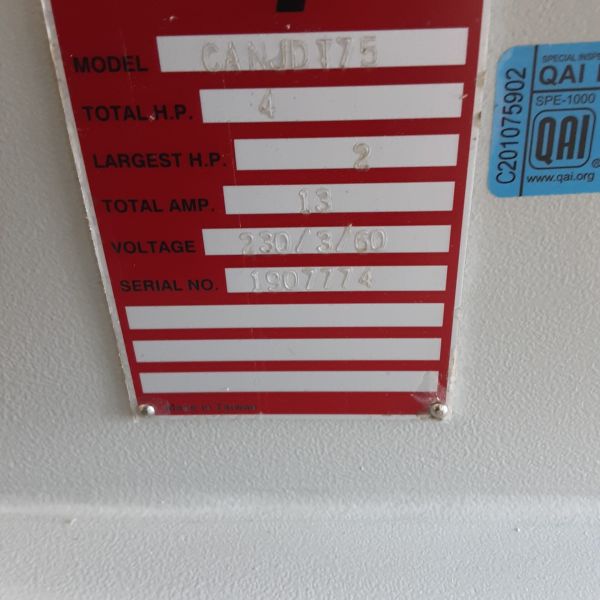 MODEL CANJDT75
TOTAL H.P. 4
LARGEST H.P. 2
TOTAL AMP. 13
VOLTAGE 230/3/60
SERIAL NO. 1907774
Made in Taiwan
C201075902
SPECIAL INSPE
QAI
SPE-1000
QAI
®
www.qai.org